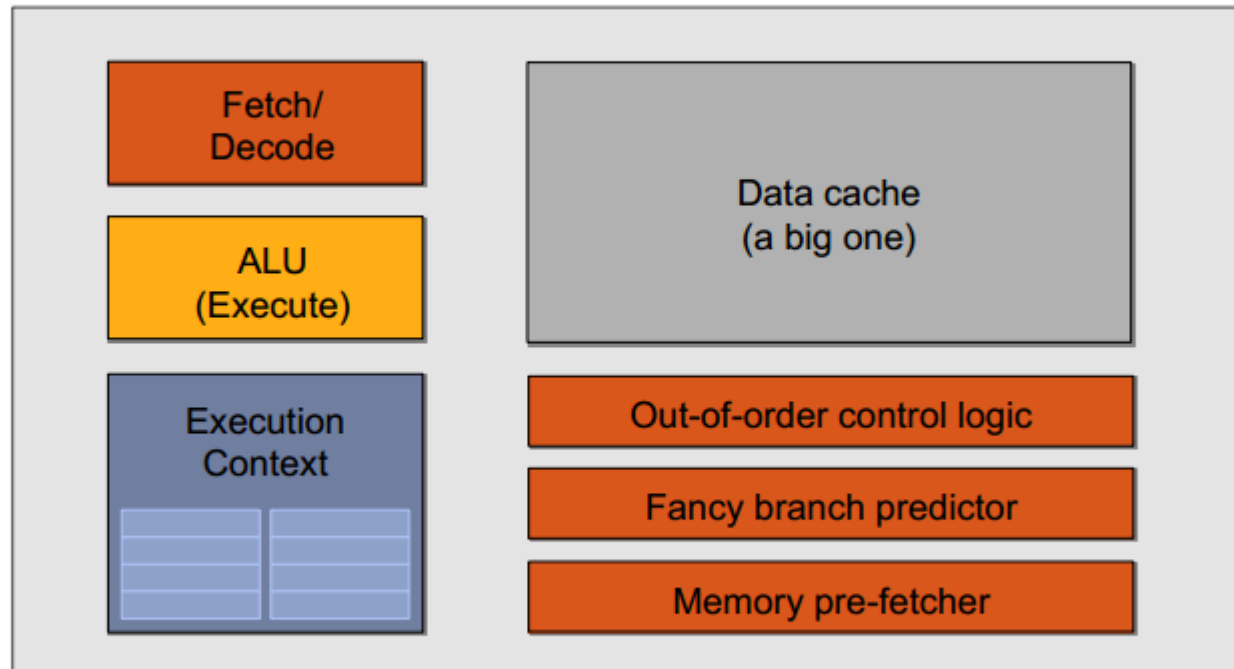 Fetch/
Decode
ALU
(Execute)
Execution
Context
Data cache
(a big one)
Out-of-order control logic
Fancy branch predictor
Memory pre-fetcher